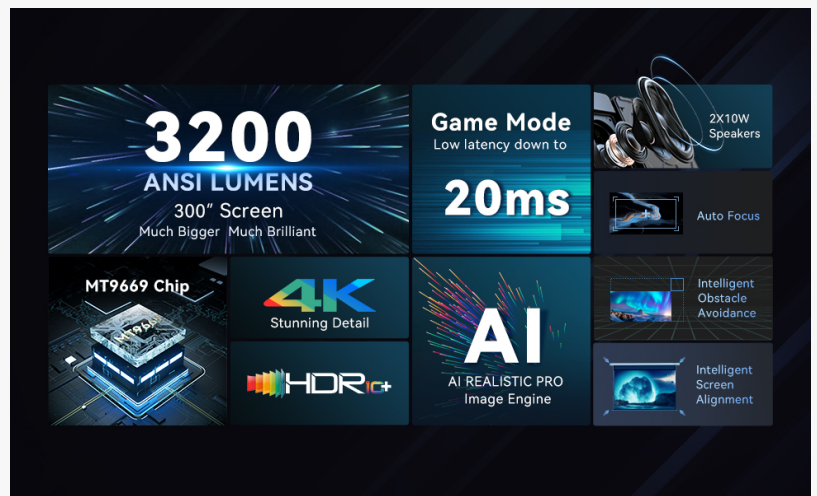 3200
ANSI LUMENS
300" Screen
Much Bigger Much Brilliant
Game Mode
Low latency down to
20ms
2X10W
Speakers
Auto Focus
MT9669 Chip
4K
Stunning Detail
HDR10+
AI
AI REALISTIC PRO
Image Engine
Intelligent
Obstacle
Avoidance
Intelligent
Screen
Alignment